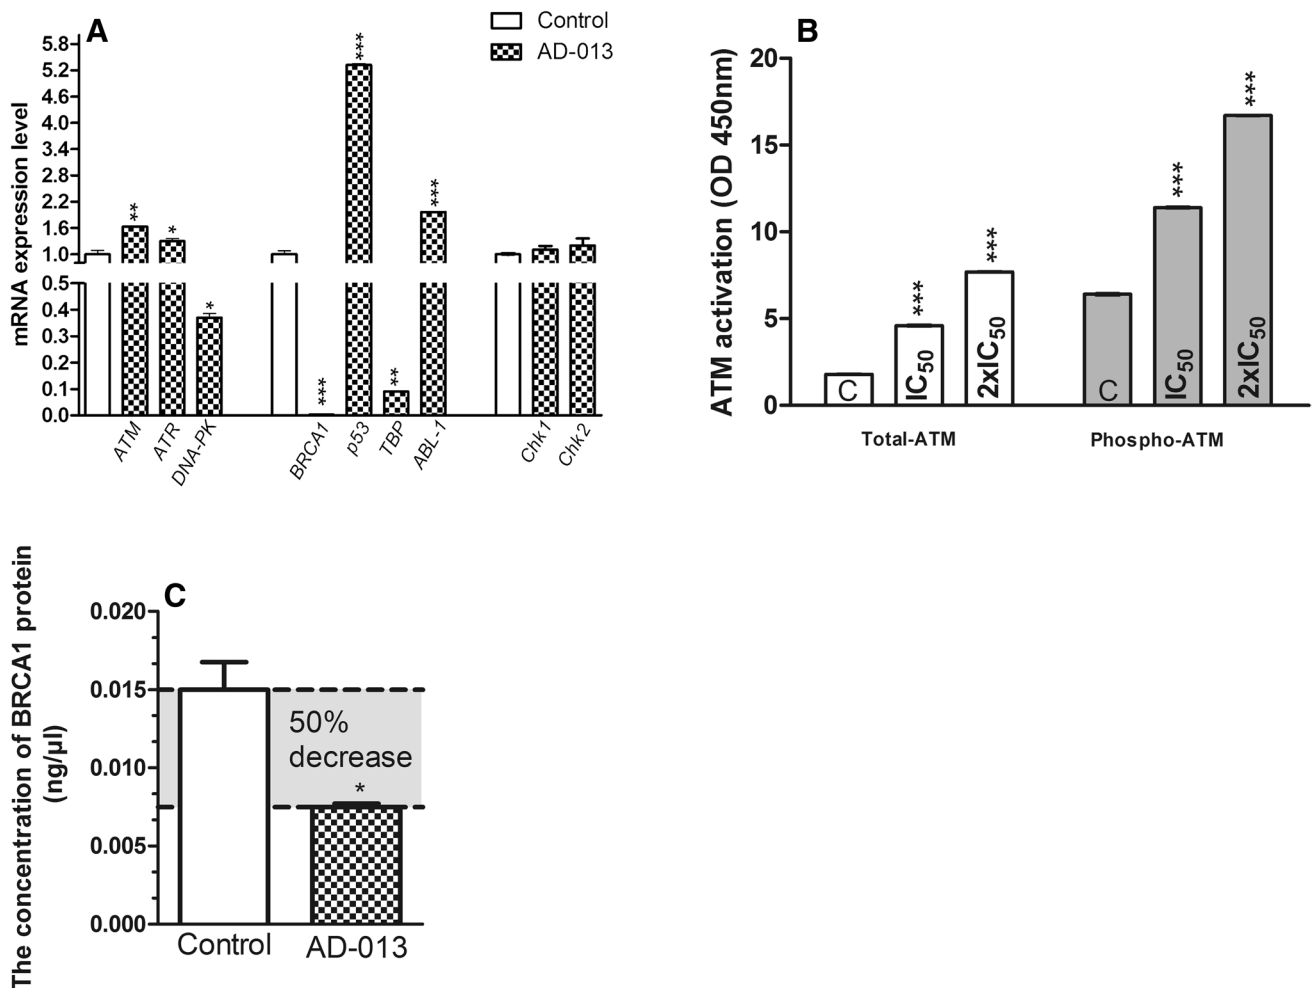 A
Control
AD-013
mRNA expression level
5.8
5.2
4.6
4.0
3.4
2.8
2.2
1.6
1.0
0.5
0.4
0.3
0.2
0.1
0.0
**
*
*
***
***
**
***
ATM
ATR
DNA-PK
BRCA1
p53
TBP
ABL-1
Chk1
Chk2
B
ATM activation (OD 450nm)
20
15
10
5
0
***
***
***
***
C
IC50
2xIC50
C
IC50
2xIC50
Total-ATM
Phospho-ATM
C
The concentration of BRCA1 protein
(ng/µl)
0.020
0.015
0.010
0.005
0.000
50%
decrease
*
Control
AD-013